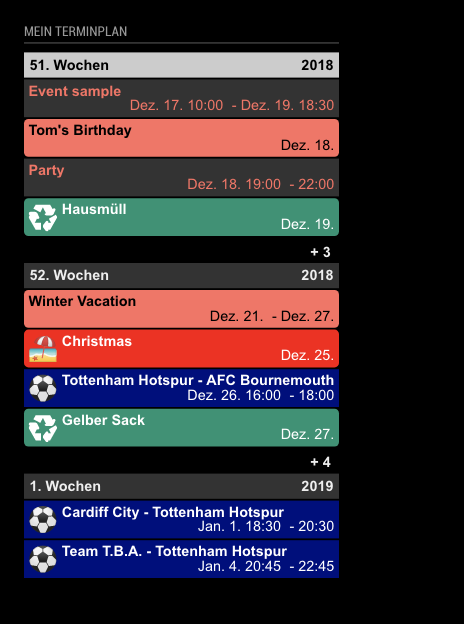 MEIN TERMINPLAN
51. Wochen 2018
Event sample
Dez. 17. 10:00 - Dez. 19. 18:30
Tom's Birthday
Dez. 18.
Party
Dez. 18. 19:00 - 22:00
Hausmüll
Dez. 19.
+ 3
52. Wochen 2018
Winter Vacation
Dez. 21. - Dez. 27.
Christmas
Dez. 25.
Tottenham Hotspur - AFC Bournemouth
Dez. 26. 16:00 - 18:00
Gelber Sack
Dez. 27.
+ 4
1. Wochen 2019
Cardiff City - Tottenham Hotspur
Jan. 1. 18:30 - 20:30
Team T.B.A. - Tottenham Hotspur
Jan. 4. 20:45 - 22:45